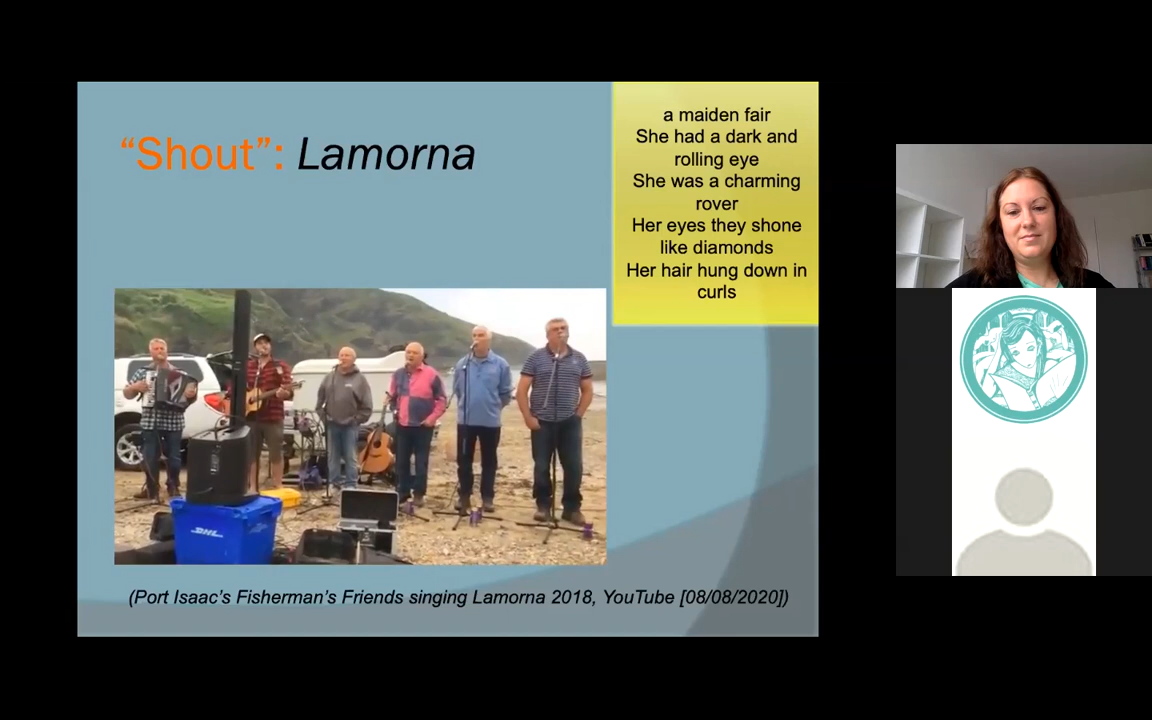 “Shout”: Lamorna
a maiden fair
She had a dark and
rolling eye
She was a charming
rover
Her eyes they shone
like diamonds
Her hair hung down in
curls
DHL
(Port Isaac’s Fisherman’s Friends singing Lamorna 2018, YouTube [08/08/2020])